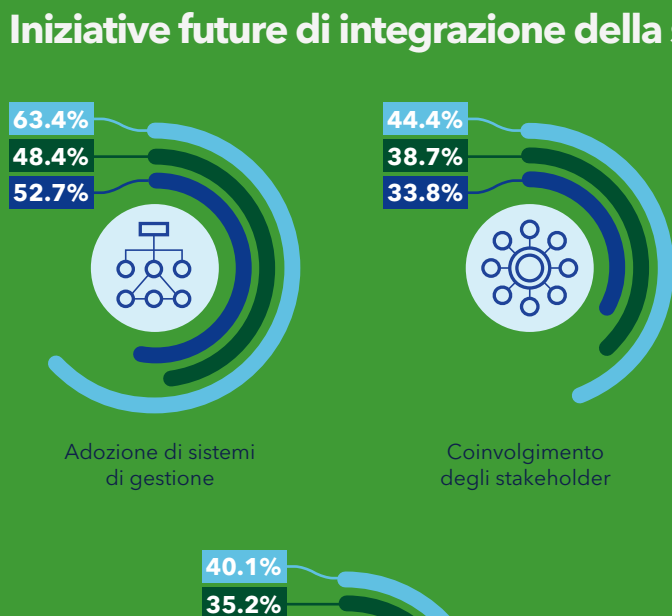 Iniziative future di integrazione della
63.4%
48.4%
52.7%
44.4%
38.7%
33.8%
Adozione di sistemi
di gestione
Coinvolgimento
degli stakeholder
40.1%
35.2%